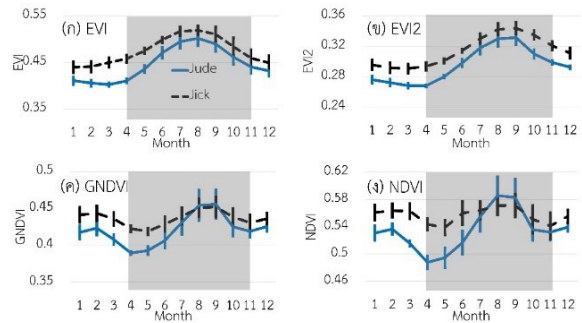 0.55
(ก) EVI
0.45
EVI
Jude
Jick
0.35
1 2 3 4 5 6 7 8 9 10 11 12
Month
0.36
(ข) EVI2
0.32
EVI2
0.28
0.24
1 2 3 4 5 6 7 8 9 10 11 12
Month
0.5
(ค) GNDVI
0.45
GNDVI
0.4
0.35
1 2 3 4 5 6 7 8 9 10 11 12
Month
0.62
(ง) NDVI
0.58
NDVI
0.54
0.5
0.46
1 2 3 4 5 6 7 8 9 10 11 12
Month